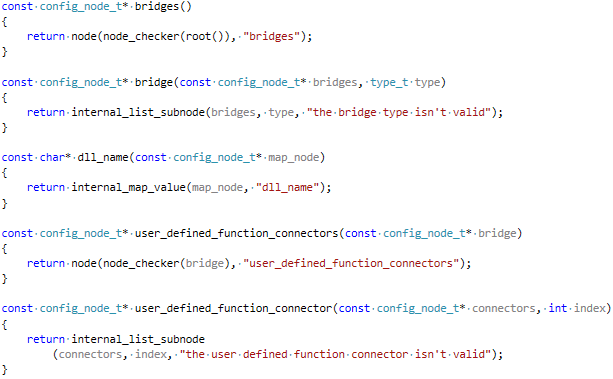 const config_node_t* bridges()
{
    return node(node_checker(root()), "bridges");
}

const config_node_t* bridge(const config_node_t* bridges, type_t type)
{
    return internal_list_subnode(bridges, type, "the bridge type isn't valid");
}

const char* dll_name(const config_node_t* map_node)
{
    return internal_map_value(map_node, "dll_name");
}

const config_node_t* user_defined_function_connectors(const config_node_t* bridge)
{
    return node(node_checker(bridge), "user_defined_function_connectors");
}

const config_node_t* user_defined_function_connector(const config_node_t* connectors, int index)
{
    return internal_list_subnode
        (connectors, index, "the user defined function connector isn't valid");
}